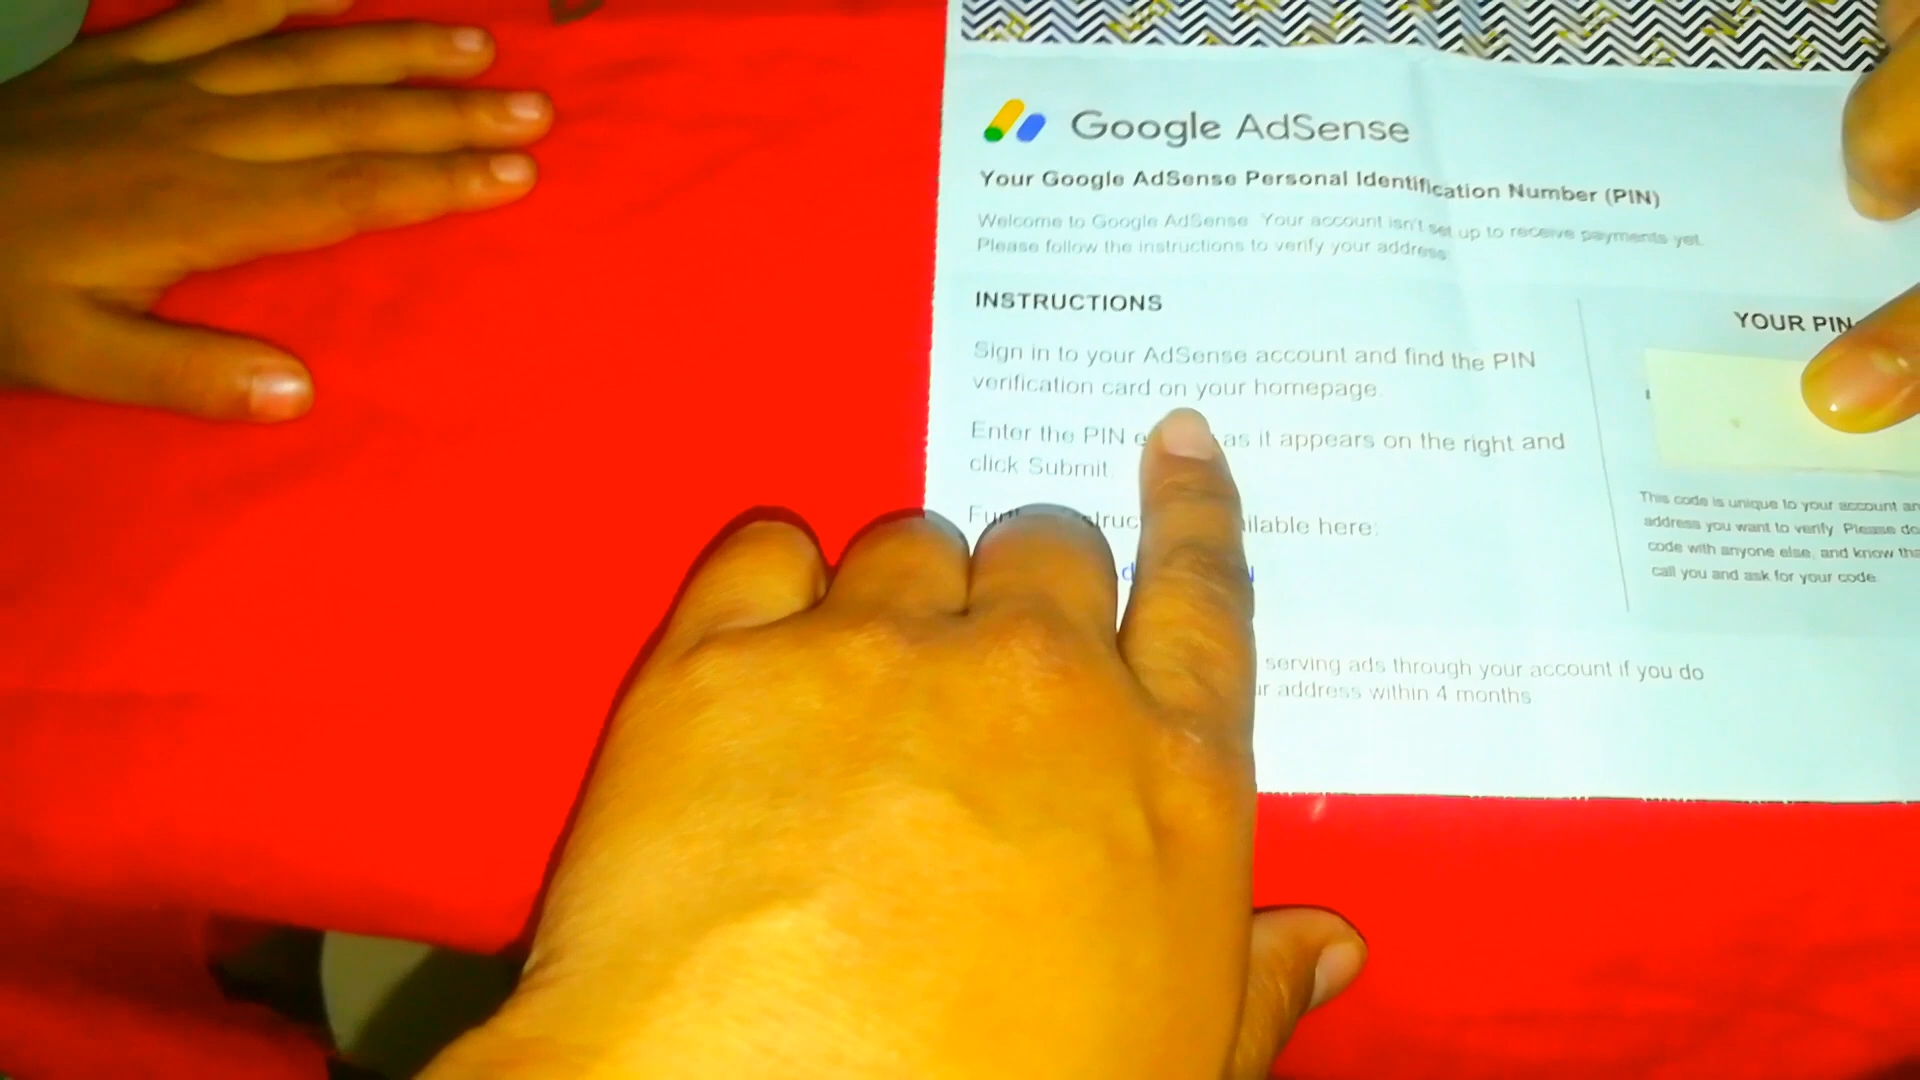 Google AdSense
Your Google AdSense Personal Identification Number (PIN)
Welcome to Google AdSense. Your account isn't set up to receive payments yet.
Please follow the instructions to verify your address.
INSTRUCTIONS
Sign in to your AdSense account and find the PIN
verification card on your homepage.
Enter the PIN as it appears on the right and
click Submit.
here:
serving ads through your account if you do
address within 4 months
YOUR PIN
This code is unique to your account
address you want to verify. Please
code with anyone else, and know
call you and ask for your code.